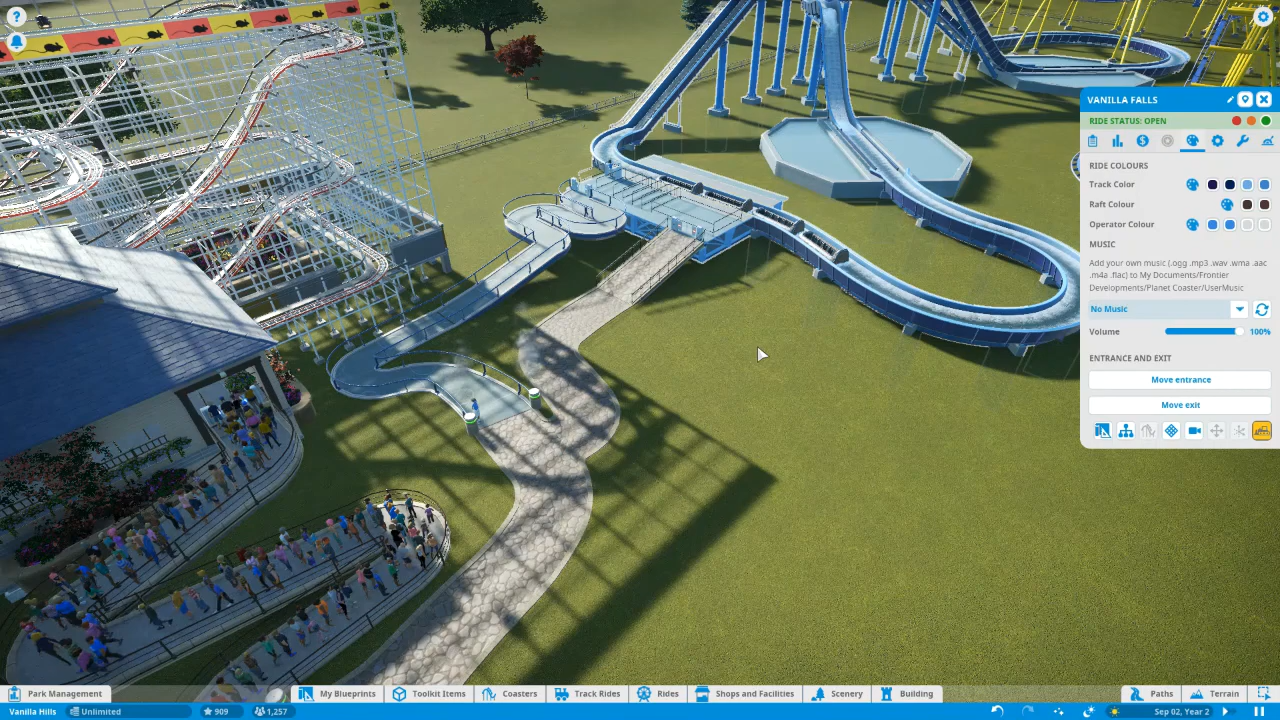 ?
VANILLA FALLS
RIDE STATUS: OPEN
RIDE COLOURS
Track Color
Raft Colour
Operator Colour
MUSIC
Add your own music (.ogg .mp3 .wav .wma .aac
.m4a .flac) to My Documents/Frontier
Developments/Planet Coaster/UserMusic
No Music
Volume 100%
ENTRANCE AND EXIT
Move entrance
Move exit
Park Management My Blueprints Toolkit Items Coasters Track Rides Rides Shops and Facilities Scenery Building Paths Terrain
Vanilla Hills Unlimited 909 1,257 Sep 02, Year 2